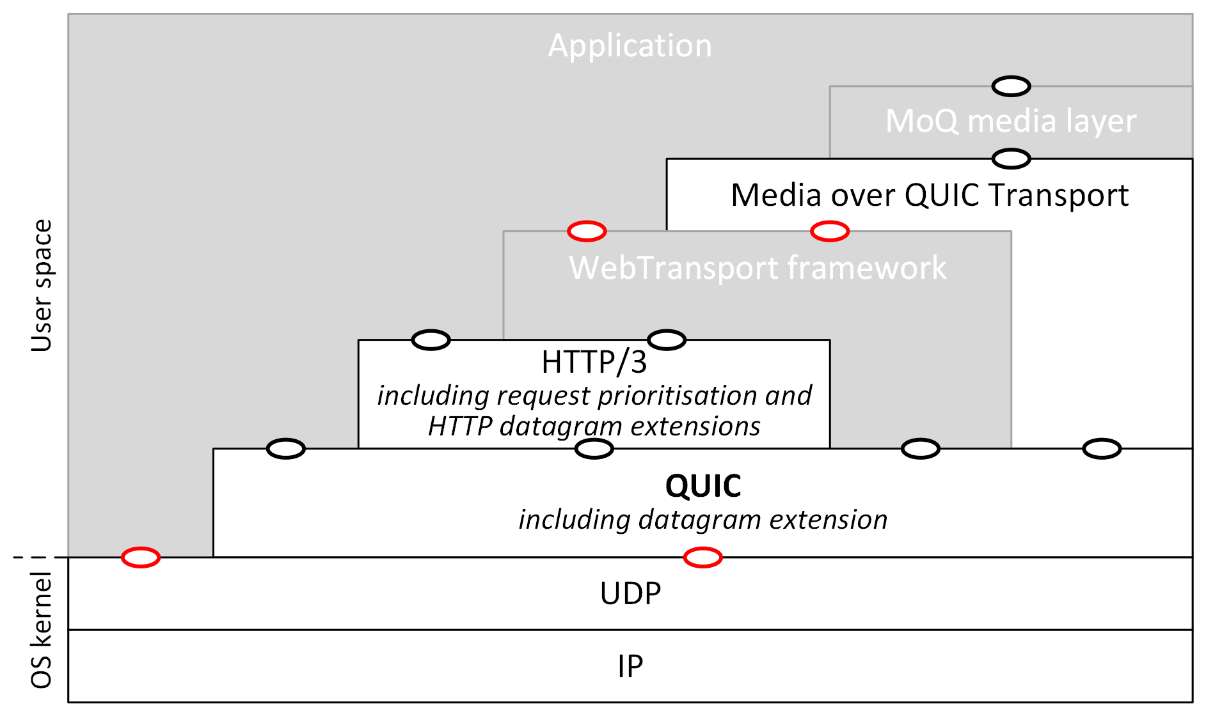 Application
MoQ media layer
Media over QUIC Transport
WebTransport framework
User space
HTTP/3
including request prioritisation and
HTTP datagram extensions
QUIC
including datagram extension
OS kernel
UDP
IP